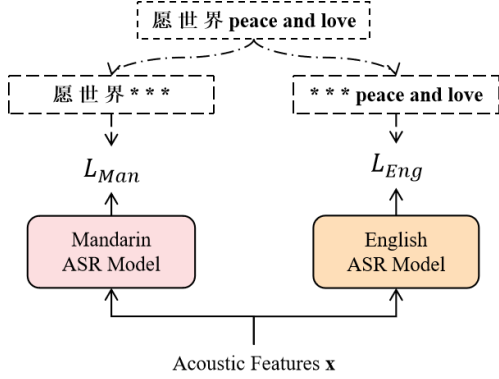 愿 世 界 peace and love
愿 世 界 * * *
* * * peace and love
L_Man
L_Eng
Mandarin
ASR Model
English
ASR Model
Acoustic Features x